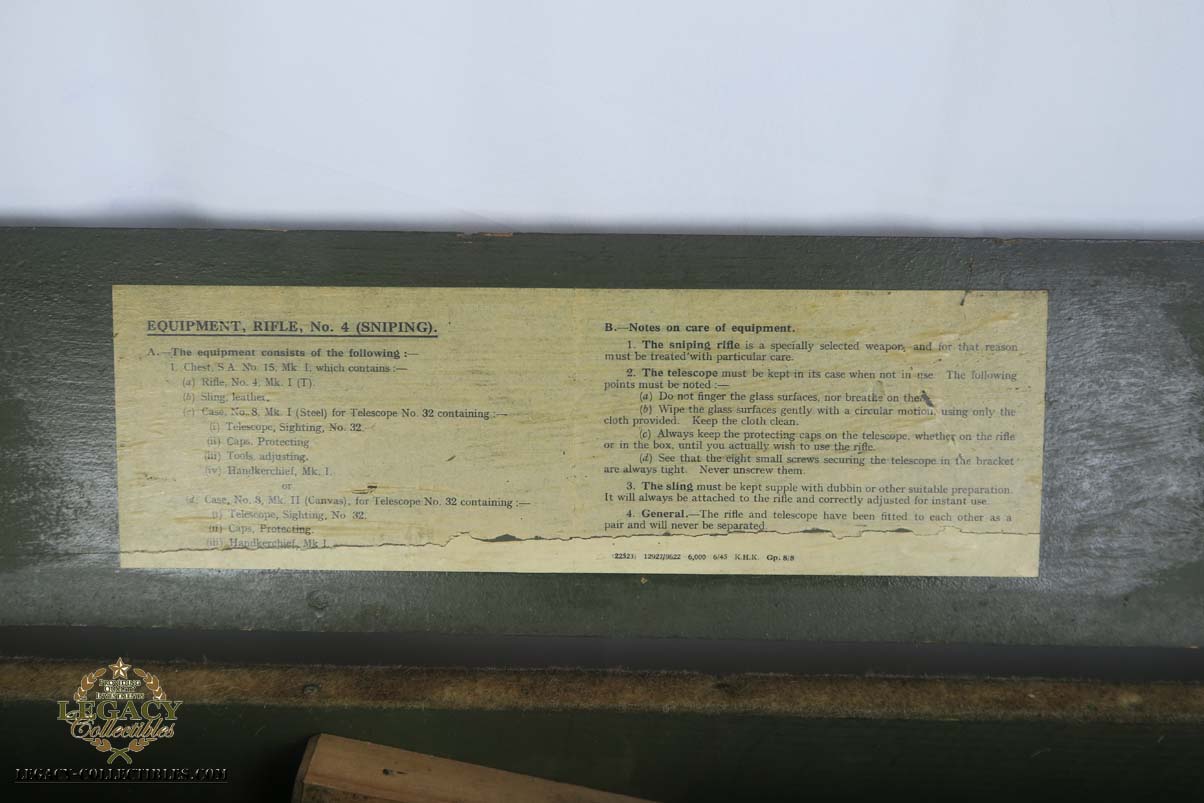 EQUIPMENT, RIFLE, No. 4 (SNIPING).
A.—The equipment consists of the following :—
1. Chest, S.A. No. 15, Mk. I, which contains :—
(a) Rifle, No. 4, Mk. I (T).
(b) Sling, leather.
(c) Case, No. 8, Mk. I (Steel) for Telescope No. 32 containing :—
(i) Telescope, Sighting, No. 32.
(ii) Caps, Protecting
(iii) Tools, adjusting.
(iv) Handkerchief, Mk. I.
or
(d) Case, No. 8, Mk. II (Canvas), for Telescope No. 32 containing :—
(i) Telescope, Sighting, No. 32.
(ii) Caps, Protecting.
(iii) Handkerchief, Mk I.
B.—Notes on care of equipment.
1. The sniping rifle is a specially selected weapon, and for that reason
must be treated with particular care.
2. The telescope must be kept in its case when not in use. The following
points must be noted :—
(a) Do not finger the glass surfaces, nor breathe on the
(b) Wipe the glass surfaces gently with a circular motion, using only the
cloth provided. Keep the cloth clean.
(c) Always keep the protecting caps on the telescope, whether on the rifle
or in the box, until you actually wish to use the rifle.
(d) See that the eight small screws securing the telescope in the bracket
are always tight. Never unscrew them.
3. The sling must be kept supple with dubbin or other suitable preparation.
It will always be attached to the rifle and correctly adjusted for instant use.
4. General.—The rifle and telescope have been fitted to each other as a
pair and will never be separated.
6,000 6/45 K.H.K. Gp. 8/8
PROVIDING
QUALITY
INVESTMENTS
LEGACY
Collectibles
LEGACY-COLLECTIBLES.COM